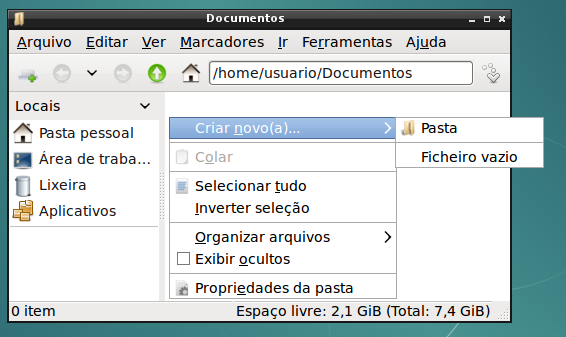 Documentos
Arquivo Editar Ver Marcadores Ir Ferramentas Ajuda
/home/usuario/Documentos
Locais
Pasta pessoal
Área de traba...
Lixeira
Aplicativos
Criar novo(a)...
Pasta
Ficheiro vazio
Colar
Selecionar tudo
Inverter seleção
Organizar arquivos
Exibir ocultos
Propriedades da pasta
0 item Espaço livre: 2,1 GiB (Total: 7,4 GiB)